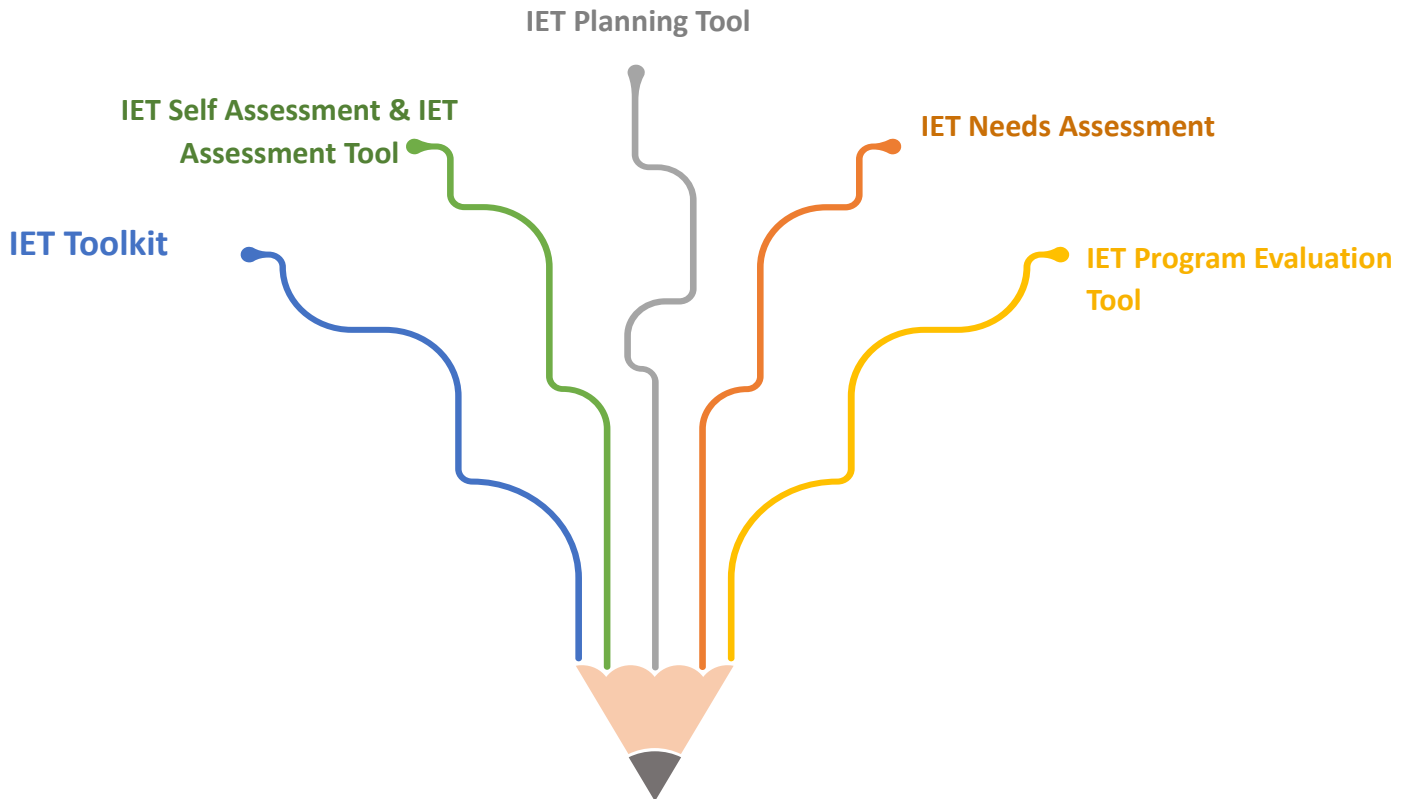 IET Planning Tool
IET Self Assessment & IET
Assessment Tool
IET Needs Assessment
IET Toolkit
IET Program Evaluation
Tool